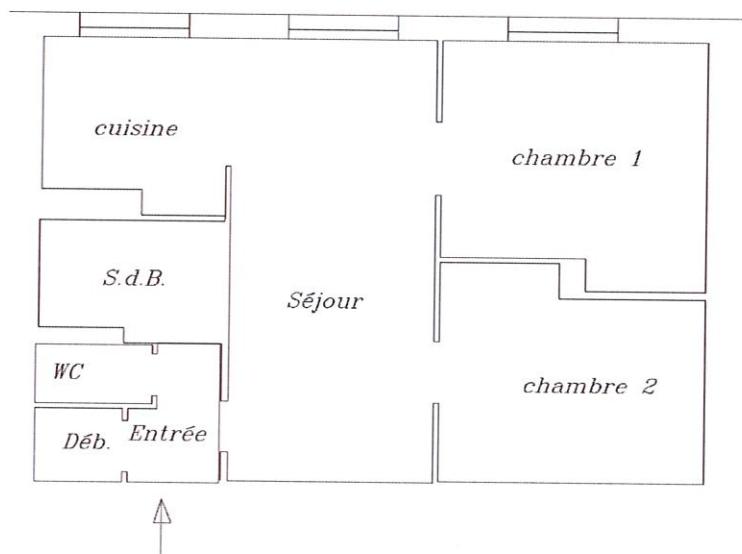 cuisine
chambre 1
S.d.B.
Séjour
WC
chambre 2
Déb.
Entrée